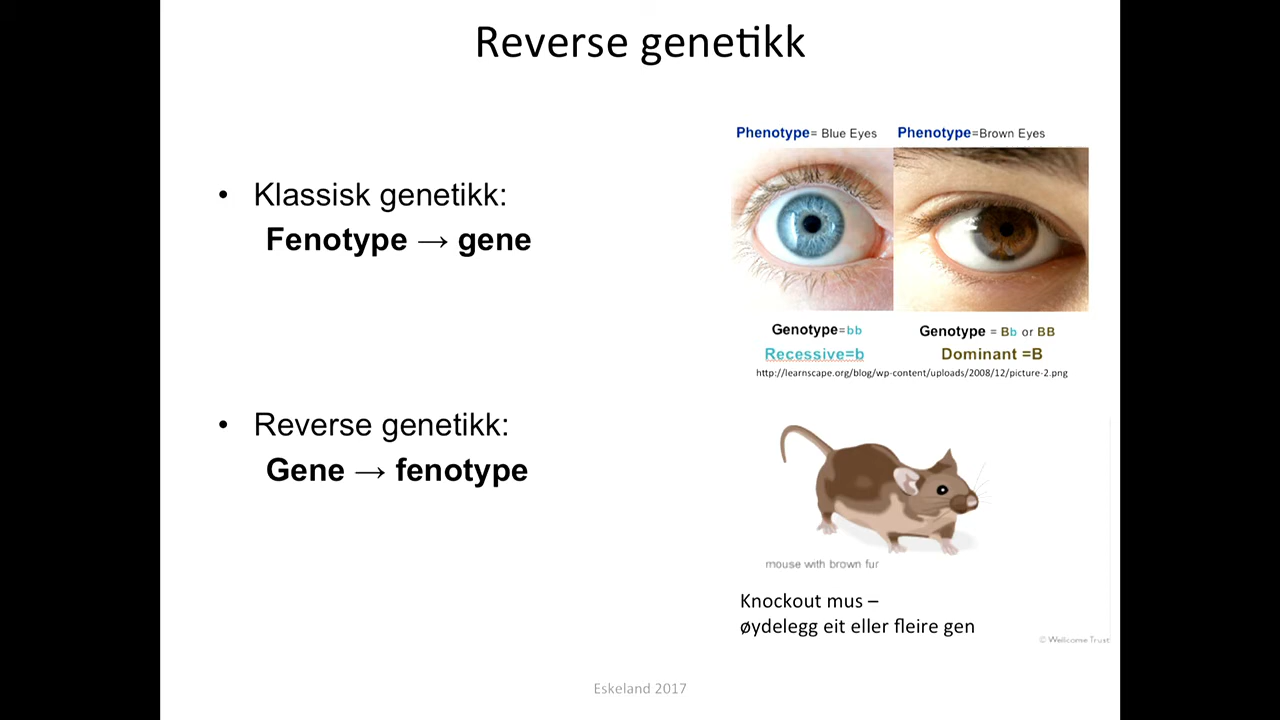 Reverse genetikk
• Klassisk genetikk:
Fenotype → gene
Phenotype= Blue Eyes Phenotype=Brown Eyes
Genotype=bb Genotype = Bb or BB
Recessive=b Dominant =B
http://learnscape.org/blog/wp-content/uploads/2008/12/picture-2.png
• Reverse genetikk:
Gene → fenotype
mouse with brown fur
Knockout mus –
øydelegg eit eller fleire gen
© Wellcome Trust
Eskeland 2017